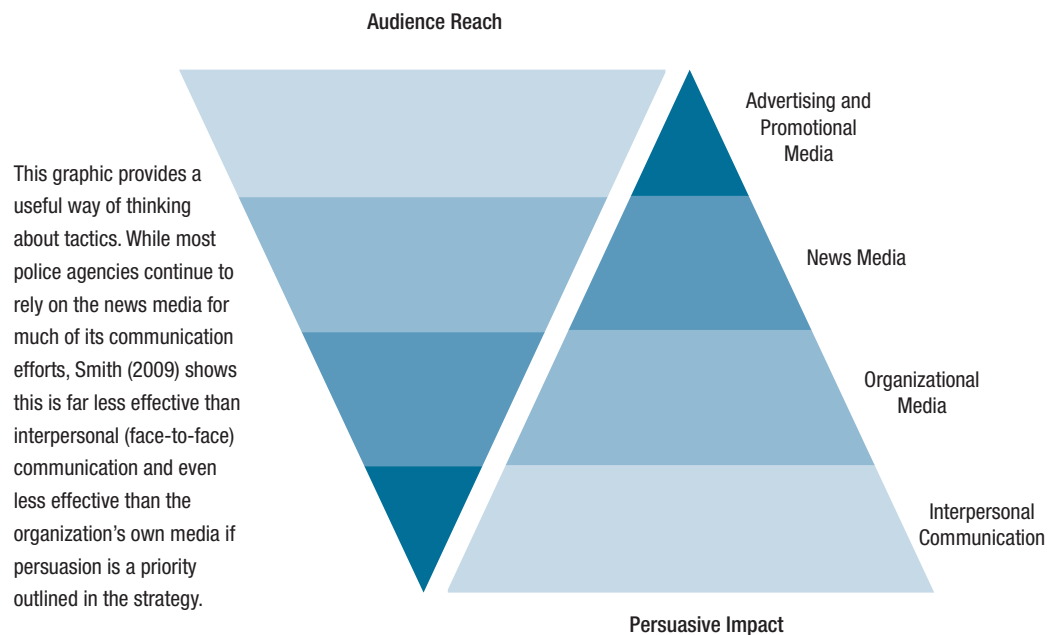 Audience Reach
Advertising and
Promotional
Media
This graphic provides a
useful way of thinking
about tactics. While most
police agencies continue to
rely on the news media for
much of its communication
efforts, Smith (2009) shows
this is far less effective than
interpersonal (face-to-face)
communication and even
less effective than the
organization’s own media if
persuasion is a priority
outlined in the strategy.
News Media
Organizational
Media
Interpersonal
Communication
Persuasive Impact